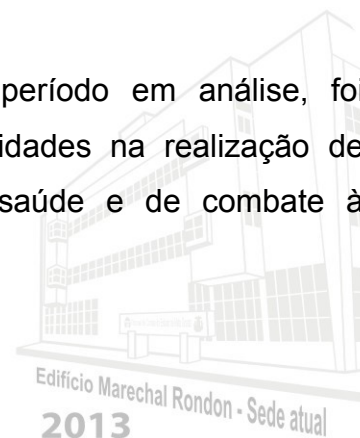 período em análise, foi
idades na realização de
saúde e de combate à
Edifício Marechal Rondon - Sede atual
2013